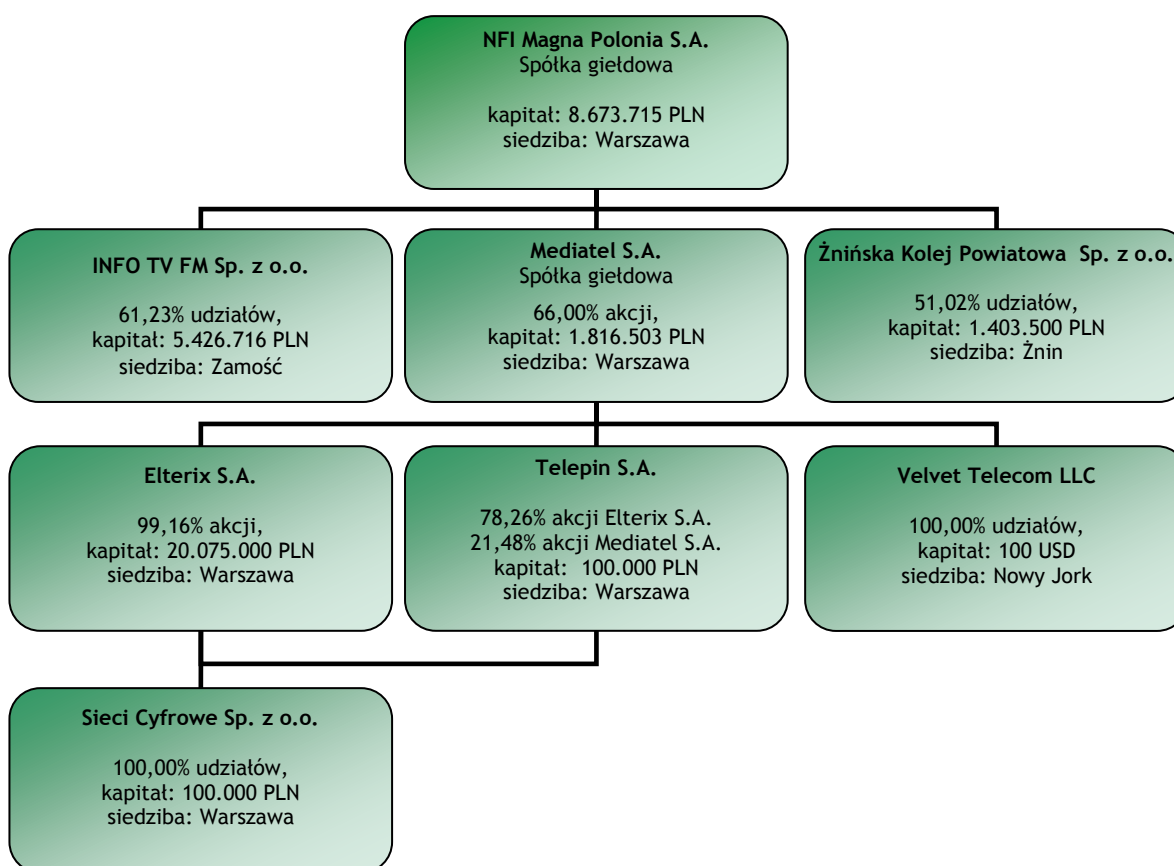 NFI Magna Polonia S.A.
Spółka giełdowa
kapitał: 8.673.715 PLN
siedziba: Warszawa
INFO TV FM Sp. z o.o.
61,23% udziałów,
kapitał: 5.426.716 PLN
siedziba: Zamość
Mediatel S.A.
Spółka giełdowa
66,00% akcji,
kapitał: 1.816.503 PLN
siedziba: Warszawa
Żnińska Kolej Powiatowa Sp. z o.o.
51,02% udziałów,
kapitał: 1.403.500 PLN
siedziba: Żnin
Elterix S.A.
99,16% akcji,
kapitał: 20.075.000 PLN
siedziba: Warszawa
Telepin S.A.
78,26% akcji Elterix S.A.
21,48% akcji Mediatel S.A.
kapitał: 100.000 PLN
siedziba: Warszawa
Velvet Telecom LLC
100,00% udziałów,
kapitał: 100 USD
siedziba: Nowy Jork
Sieci Cyfrowe Sp. z o.o.
100,00% udziałów,
kapitał: 100.000 PLN
siedziba: Warszawa